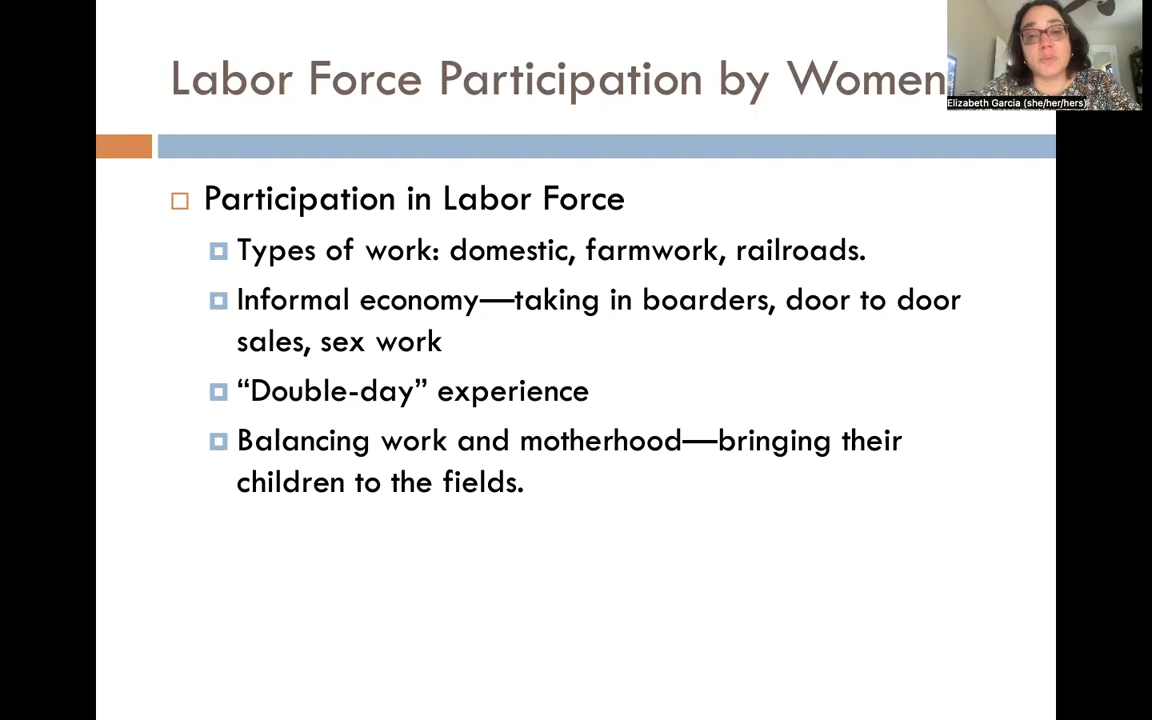 Labor Force Participation by Women
Elizabeth Garcia (she/her/hers)
Participation in Labor Force
Types of work: domestic, farmwork, railroads.
Informal economy—taking in boarders, door to door
sales, sex work
“Double-day” experience
Balancing work and motherhood—bringing their
children to the fields.